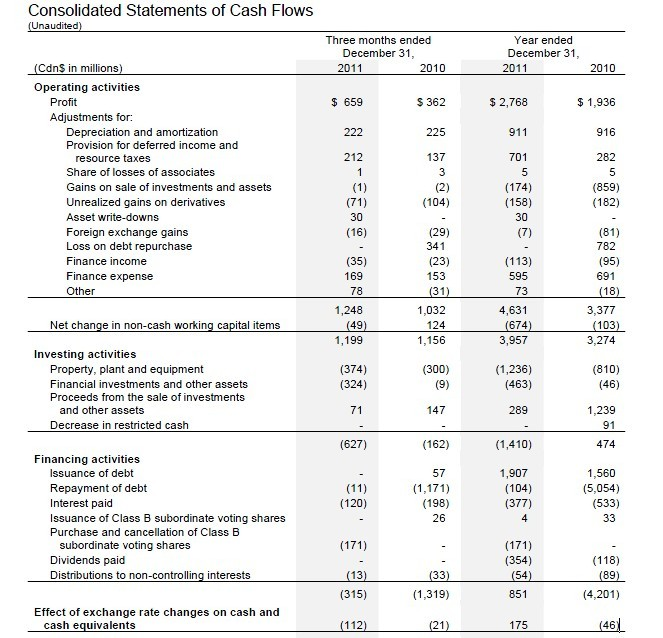 Consolidated Statements of Cash Flows
(Unaudited)
Three months ended Year ended
December 31, December 31,
(Cdn$ in millions) 2011 2010 2011 2010
Operating activities
Profit $ 659 $ 362 $ 2,768 $ 1,936
Adjustments for:
Depreciation and amortization 222 225 911 916
Provision for deferred income and
resource taxes 212 137 701 282
Share of losses of associates 1 3 5 5
Gains on sale of investments and assets (1) (2) (174) (859)
Unrealized gains on derivatives (71) (104) (158) (182)
Asset write-downs 30 - 30 -
Foreign exchange gains (16) (29) (7) (81)
Loss on debt repurchase - 341 - 782
Finance income (35) (23) (113) (95)
Finance expense 169 153 595 691
Other 78 (31) 73 (18)
1,248 1,032 4,631 3,377
Net change in non-cash working capital items (49) 124 (674) (103)
1,199 1,156 3,957 3,274
Investing activities
Property, plant and equipment (374) (300) (1,236) (810)
Financial investments and other assets (324) (9) (463) (46)
Proceeds from the sale of investments
and other assets 71 147 289 1,239
Decrease in restricted cash - - - 91
(627) (162) (1,410) 474
Financing activities
Issuance of debt - 57 1,907 1,560
Repayment of debt (11) (1,171) (104) (5,054)
Interest paid (120) (198) (377) (533)
Issuance of Class B subordinate voting shares - 26 4 33
Purchase and cancellation of Class B
subordinate voting shares (171) - (171) -
Dividends paid - - (354) (118)
Distributions to non-controlling interests (13) (33) (54) (89)
(315) (1,319) 851 (4,201)
Effect of exchange rate changes on cash and
cash equivalents (112) (21) 175 (46)